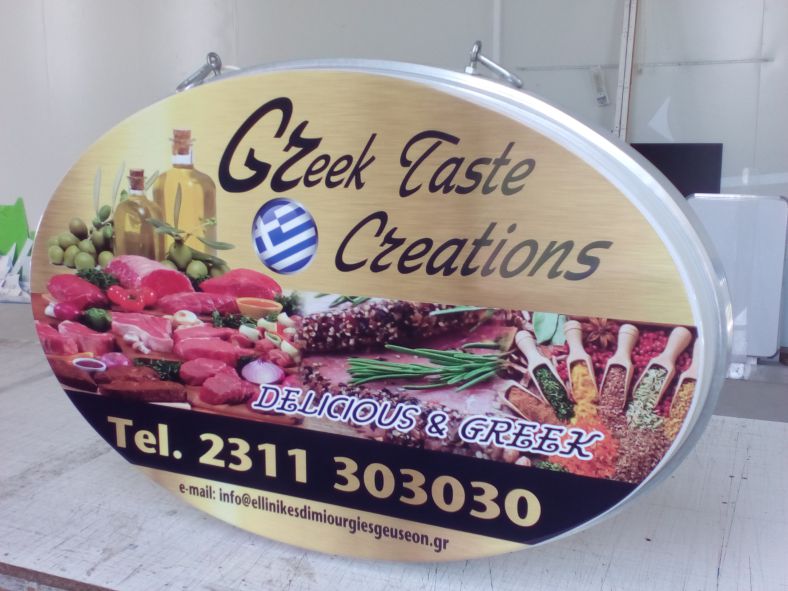 Greek Taste
Creations
DELICIOUS & GREEK
Tel. 2311 303030
e-mail: info@ellinikesdimiourgiesgeuseon.gr